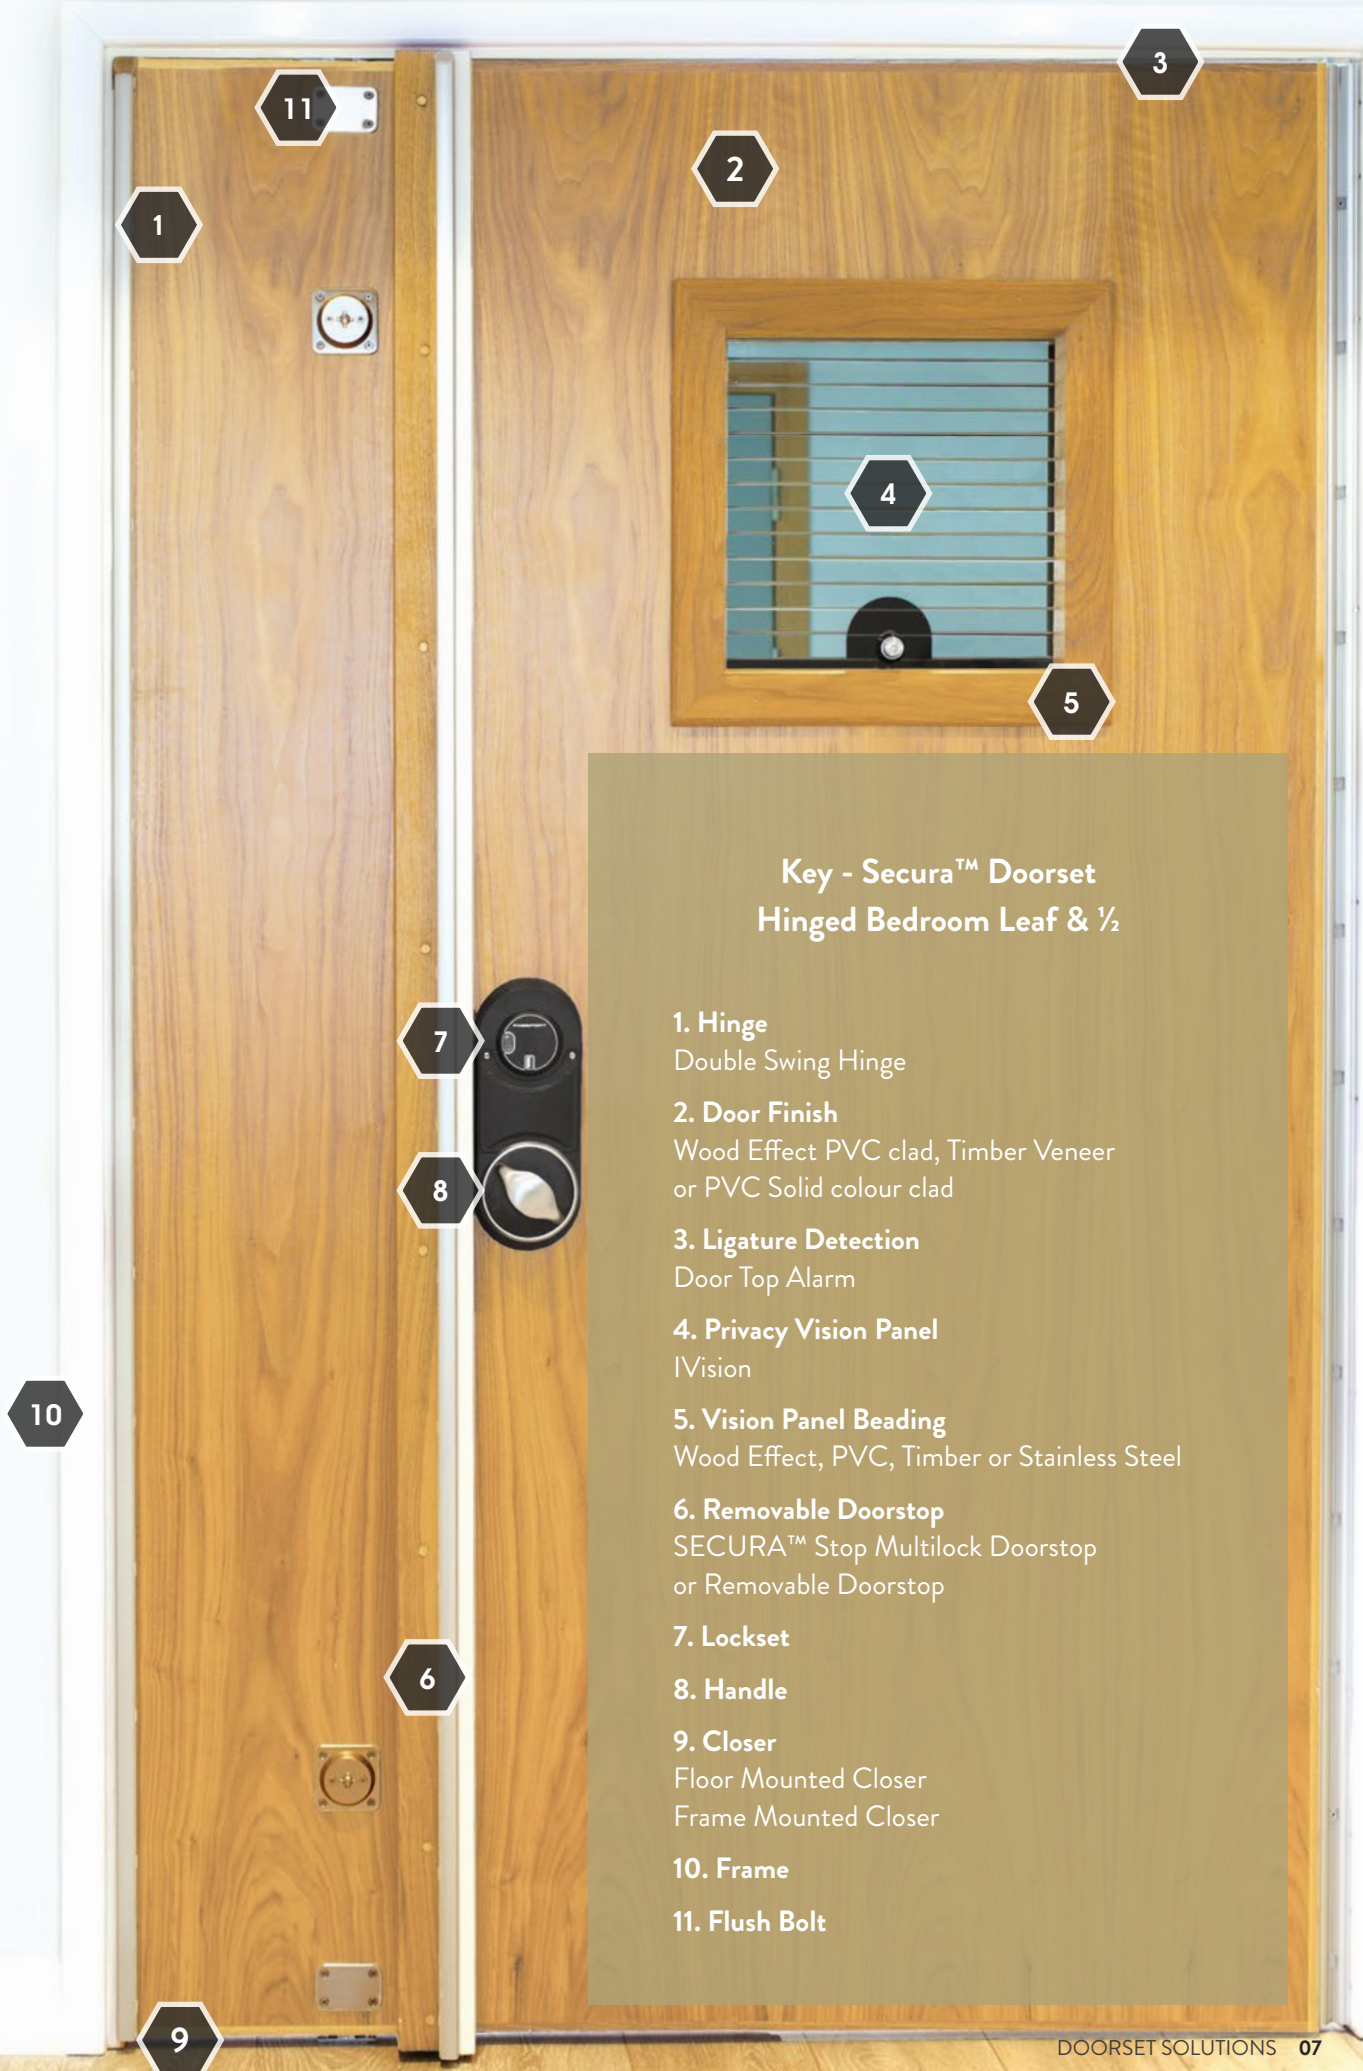 11
3
2
1
4
5
Key - Secura™ Doorset
Hinged Bedroom Leaf & ½
1. Hinge
Double Swing Hinge
2. Door Finish
Wood Effect PVC clad, Timber Veneer
or PVC Solid colour clad
3. Ligature Detection
Door Top Alarm
4. Privacy Vision Panel
IVision
5. Vision Panel Beading
Wood Effect, PVC, Timber or Stainless Steel
6. Removable Doorstop
SECURA™ Stop Multilock Doorstop
or Removable Doorstop
7. Lockset
8. Handle
9. Closer
Floor Mounted Closer
Frame Mounted Closer
10. Frame
11. Flush Bolt
7
8
10
6
9
DOORSET SOLUTIONS 07